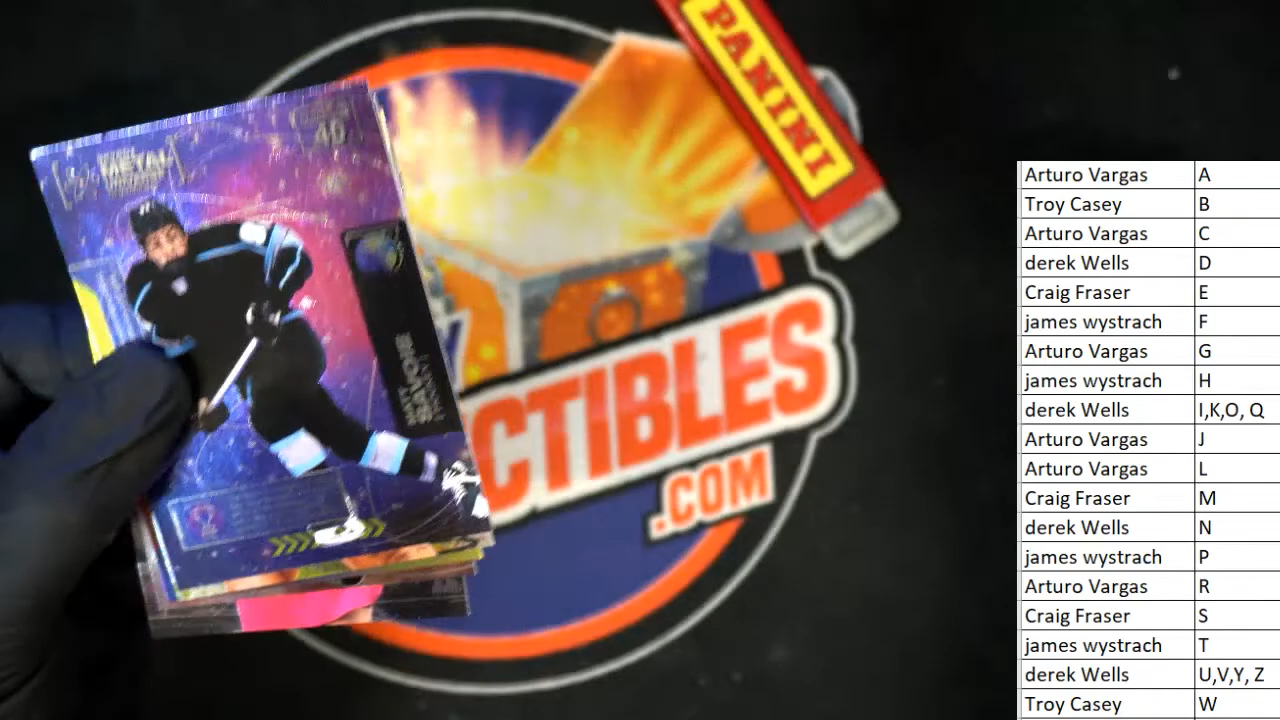 PANINI
METAL
40
CTIBLES
.COM
Arturo Vargas A
Troy Casey B
Arturo Vargas C
derek Wells D
Craig Fraser E
james wystrach F
Arturo Vargas G
james wystrach H
derek Wells I,K,O, Q
Arturo Vargas J
Arturo Vargas L
Craig Fraser M
derek Wells N
james wystrach P
Arturo Vargas R
Craig Fraser S
james wystrach T
derek Wells U,V,Y, Z
Troy Casey W